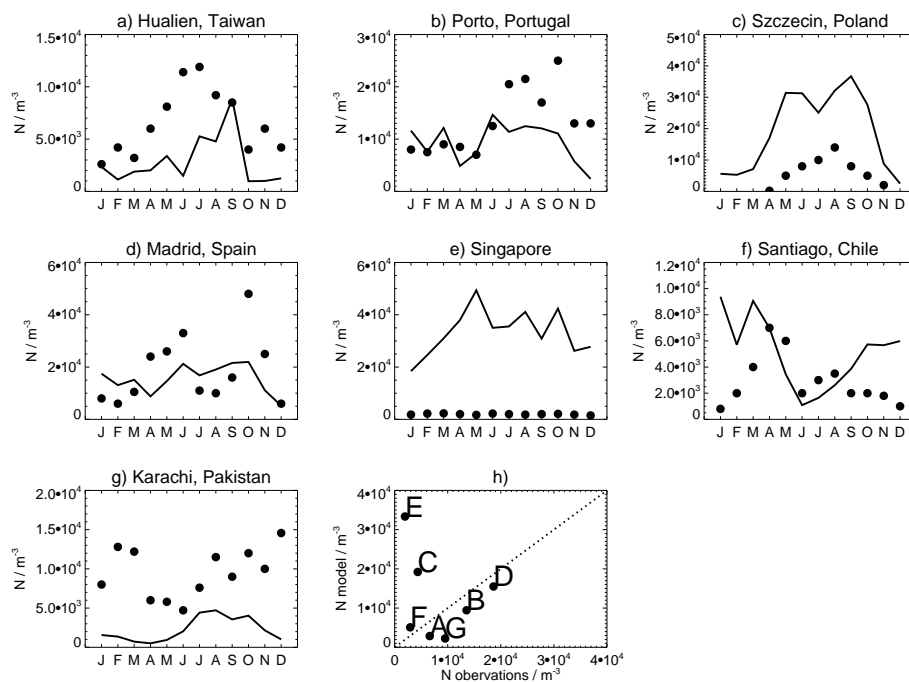 a) Hualien, Taiwan
N / m⁻³
1.5•10⁴
1.0•10⁴
5.0•10³
0
J F M A M J J A S O N D
b) Porto, Portugal
N / m⁻³
3•10⁴
2•10⁴
1•10⁴
0
J F M A M J J A S O N D
c) Szczecin, Poland
N / m⁻³
5•10⁴
4•10⁴
3•10⁴
2•10⁴
1•10⁴
0
J F M A M J J A S O N D
d) Madrid, Spain
N / m⁻³
6•10⁴
4•10⁴
2•10⁴
0
J F M A M J J A S O N D
e) Singapore
N / m⁻³
6•10⁴
4•10⁴
2•10⁴
0
J F M A M J J A S O N D
f) Santiago, Chile
N / m⁻³
1.2•10⁴
1.0•10⁴
8.0•10³
6.0•10³
4.0•10³
2.0•10³
0
J F M A M J J A S O N D
g) Karachi, Pakistan
N / m⁻³
2.0•10⁴
1.5•10⁴
1.0•10⁴
5.0•10³
0
J F M A M J J A S O N D
h)
N model / m⁻³
4•10⁴
3•10⁴
2•10⁴
1•10⁴
0
E
C
D
B
F
A
G
0 1•10⁴ 2•10⁴ 3•10⁴ 4•10⁴
N obervations / m⁻³